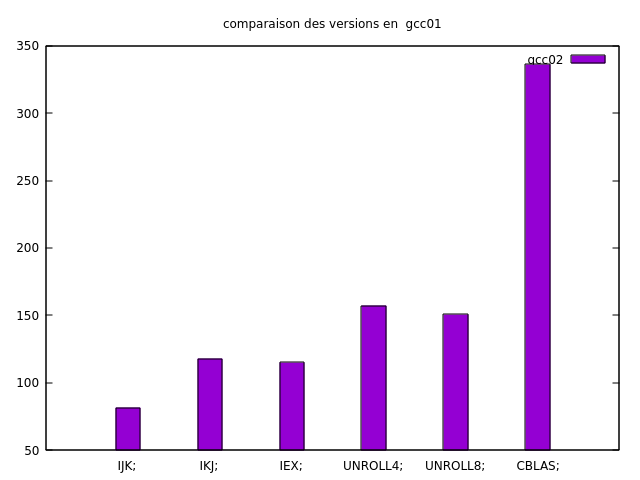 comparaison des versions en  gcc01
350
gcc02
300
250
200
150
100
50
IJK; IKJ; IEX; UNROLL4; UNROLL8; CBLAS;